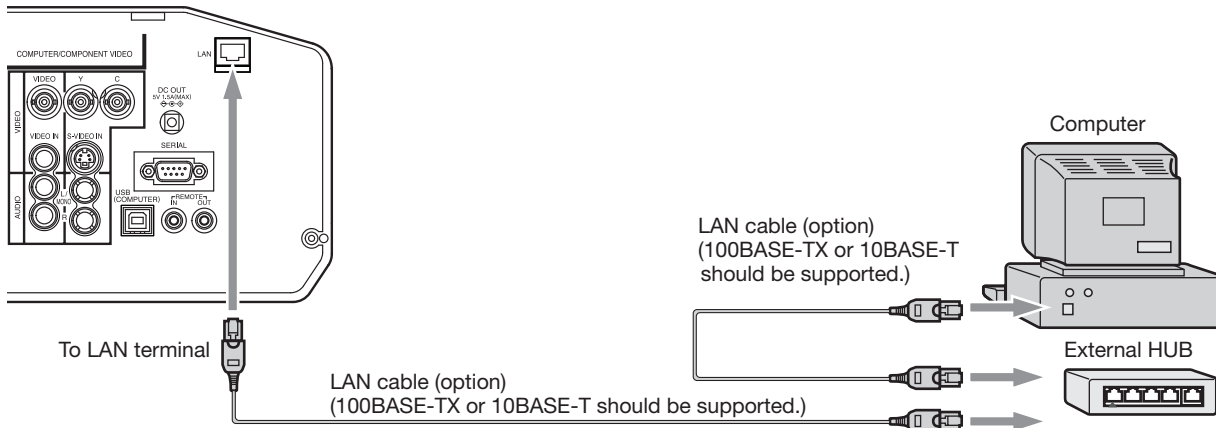 COMPUTER/COMPONENT VIDEO
LAN
VIDEO
VIDEO Y C
DC OUT
5V 1.5A(MAX)
VIDEO IN S-VIDEO IN
SERIAL
AUDIO
L/
MONO
R
USB
(COMPUTER)
REMOTE
IN OUT
Computer
LAN cable (option)
(100BASE-TX or 10BASE-T
should be supported.)
To LAN terminal
External HUB
LAN cable (option)
(100BASE-TX or 10BASE-T should be supported.)